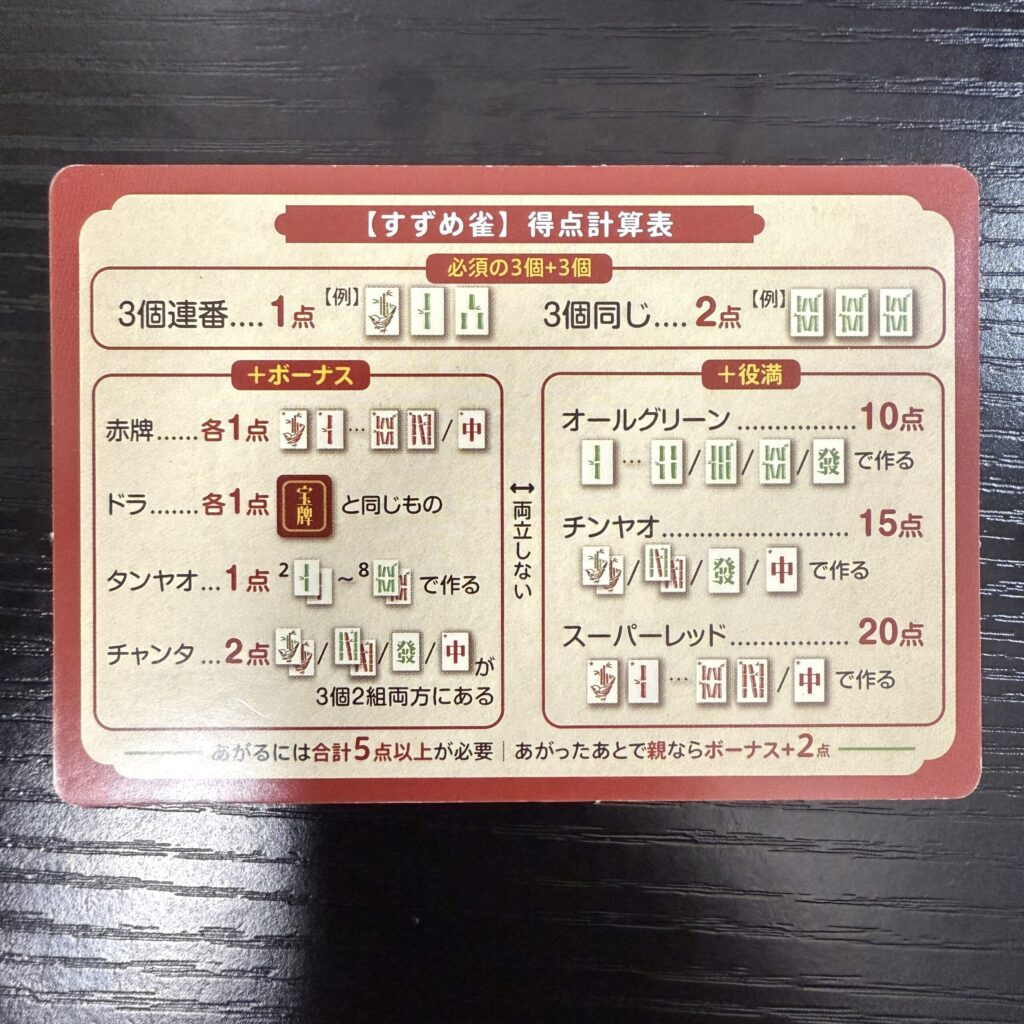 【すずめ雀】得点計算表
必須の3個+3個
3個連番....1点【例】
3個同じ....2点【例】
+ボーナス
赤牌......各1点 … / 中
ドラ.......各1点 宝牌 と同じもの
タンヤオ...1点 2 ~ 8 で作る
チャンタ...2点 / / 發 / 中 が
3個2組両方にある
↔両立しない
+役満
オールグリーン................10点
… / / / 發 で作る
チンヤオ.........................15点
/ / 發 / 中 で作る
スーパーレッド................20点
… / 中 で作る
あがるには合計5点以上が必要｜あがったあとで親ならボーナス+2点